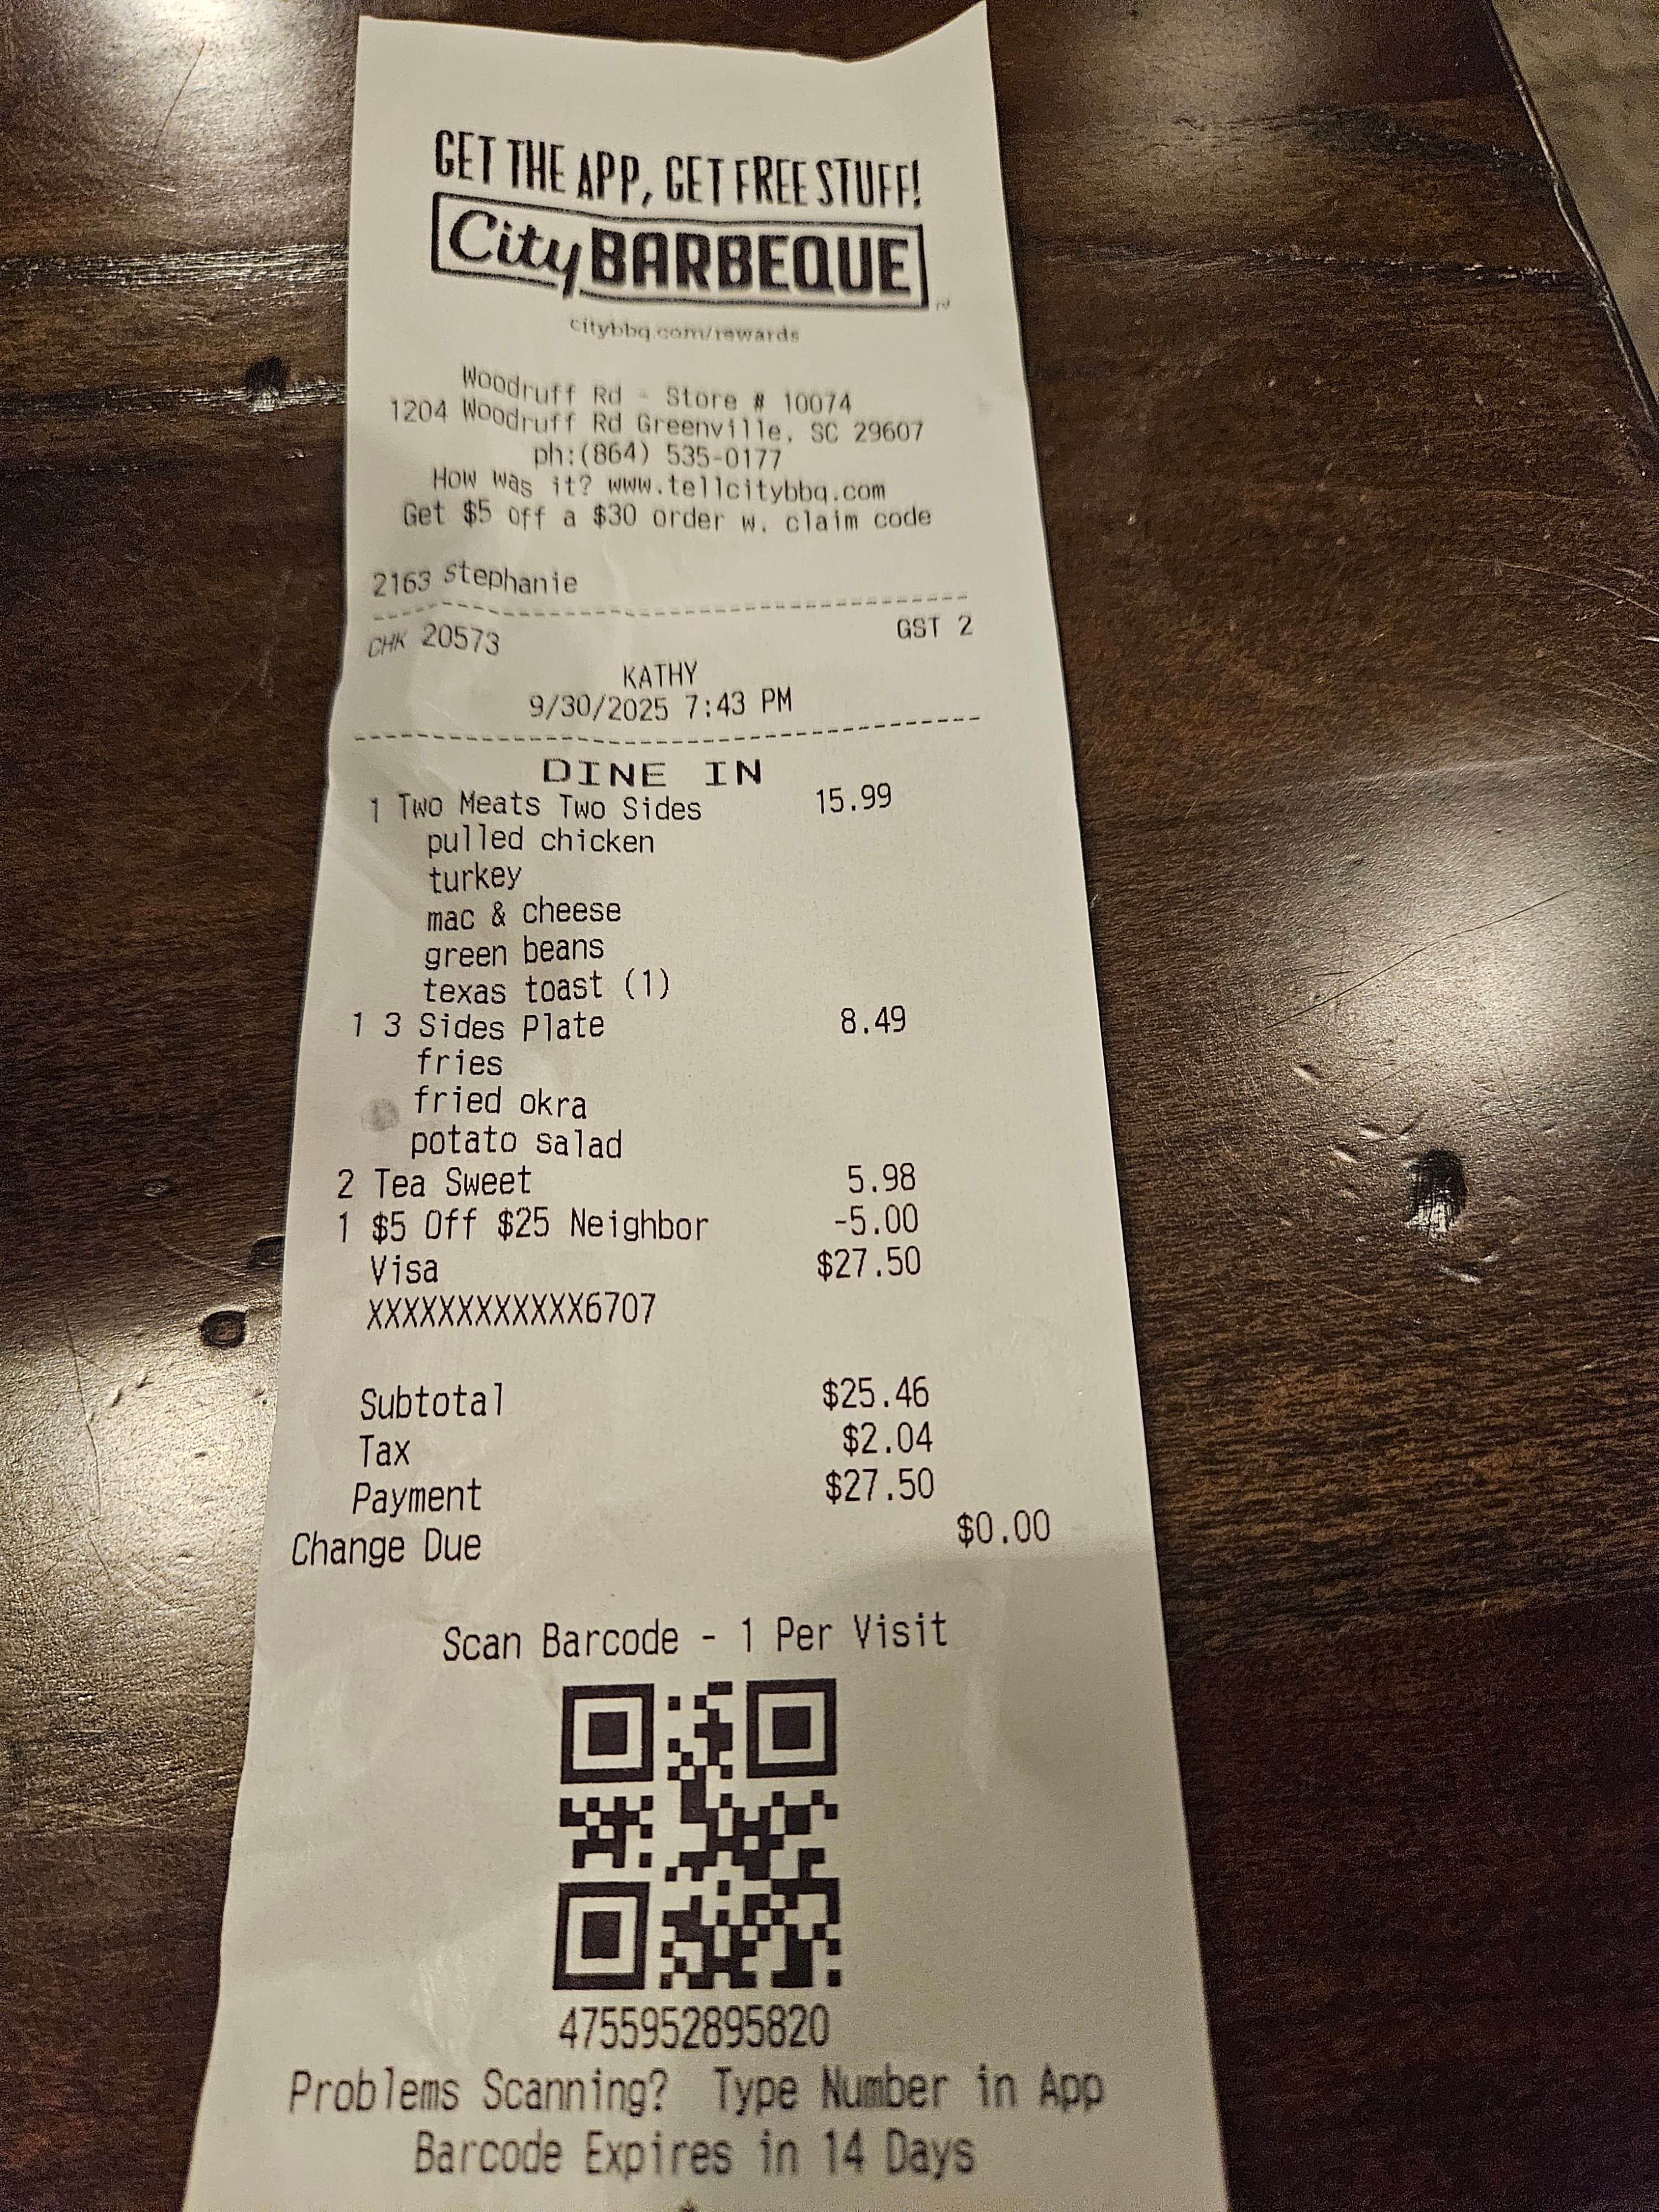 GET THE APP, GET FREE STUFF!
City BARBEQUE
citybbq.com/rewards
Woodruff Rd - Store # 10074
1204 Woodruff Rd Greenville, SC 29607
ph:(864) 535-0177
How was it? www.tellcitybbq.com
Get $5 off a $30 order w. claim code
2163 Stephanie
CHK 20573 GST 2
KATHY
9/30/2025 7:43 PM
DINE IN
1 Two Meats Two Sides 15.99
pulled chicken
turkey
mac & cheese
green beans
texas toast (1)
1 3 Sides Plate 8.49
fries
fried okra
potato salad
2 Tea Sweet 5.98
1 $5 Off $25 Neighbor -5.00
Visa $27.50
XXXXXXXXXXXX6707
Subtotal $25.46
Tax $2.04
Payment $27.50
Change Due $0.00
Scan Barcode - 1 Per Visit
4755952895820
Problems Scanning? Type Number in App
Barcode Expires in 14 Days